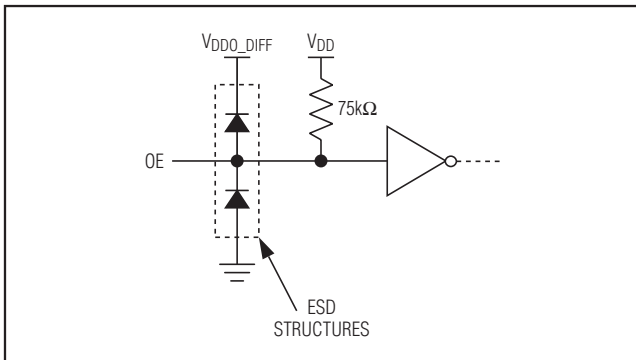 VDDO_DIFF
VDD
75kΩ
OE
ESD
STRUCTURES